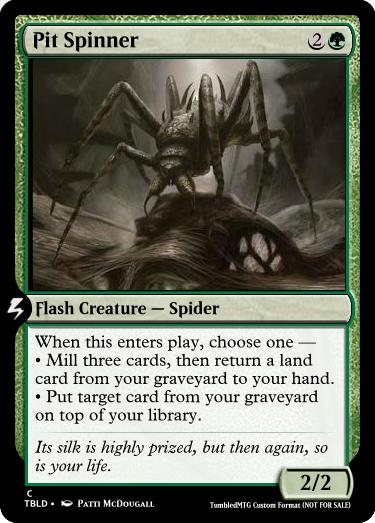 Pit Spinner 2
Flash Creature — Spider
When this enters play, choose one —
• Mill three cards, then return a land
card from your graveyard to your hand.
• Put target card from your graveyard
on top of your library.
Its silk is highly prized, but then again, so
is your life.
2/2
C
TBLD • Patti McDougall
TumbledMTG Custom Format (NOT FOR SALE)